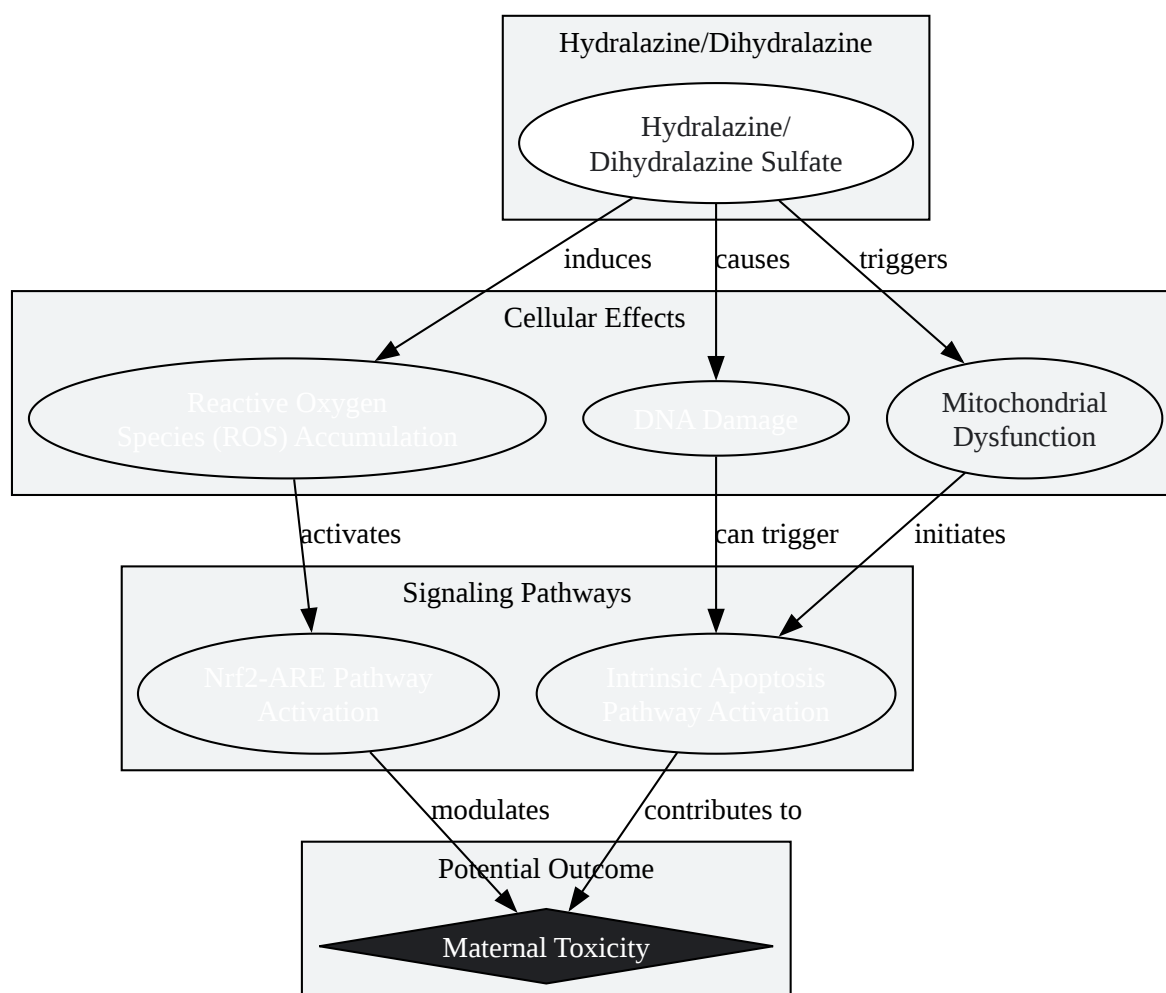 Hydralazine/Dihydralazine
Hydralazine/
Dihydralazine Sulfate
induces
causes
triggers
Cellular Effects
Reactive Oxygen
Species (ROS) Accumulation
DNA Damage
Mitochondrial
Dysfunction
activates
can trigger
initiates
Signaling Pathways
Nrf2-ARE Pathway
Activation
Intrinsic Apoptosis
Pathway Activation
modulates
contributes to
Potential Outcome
Maternal Toxicity